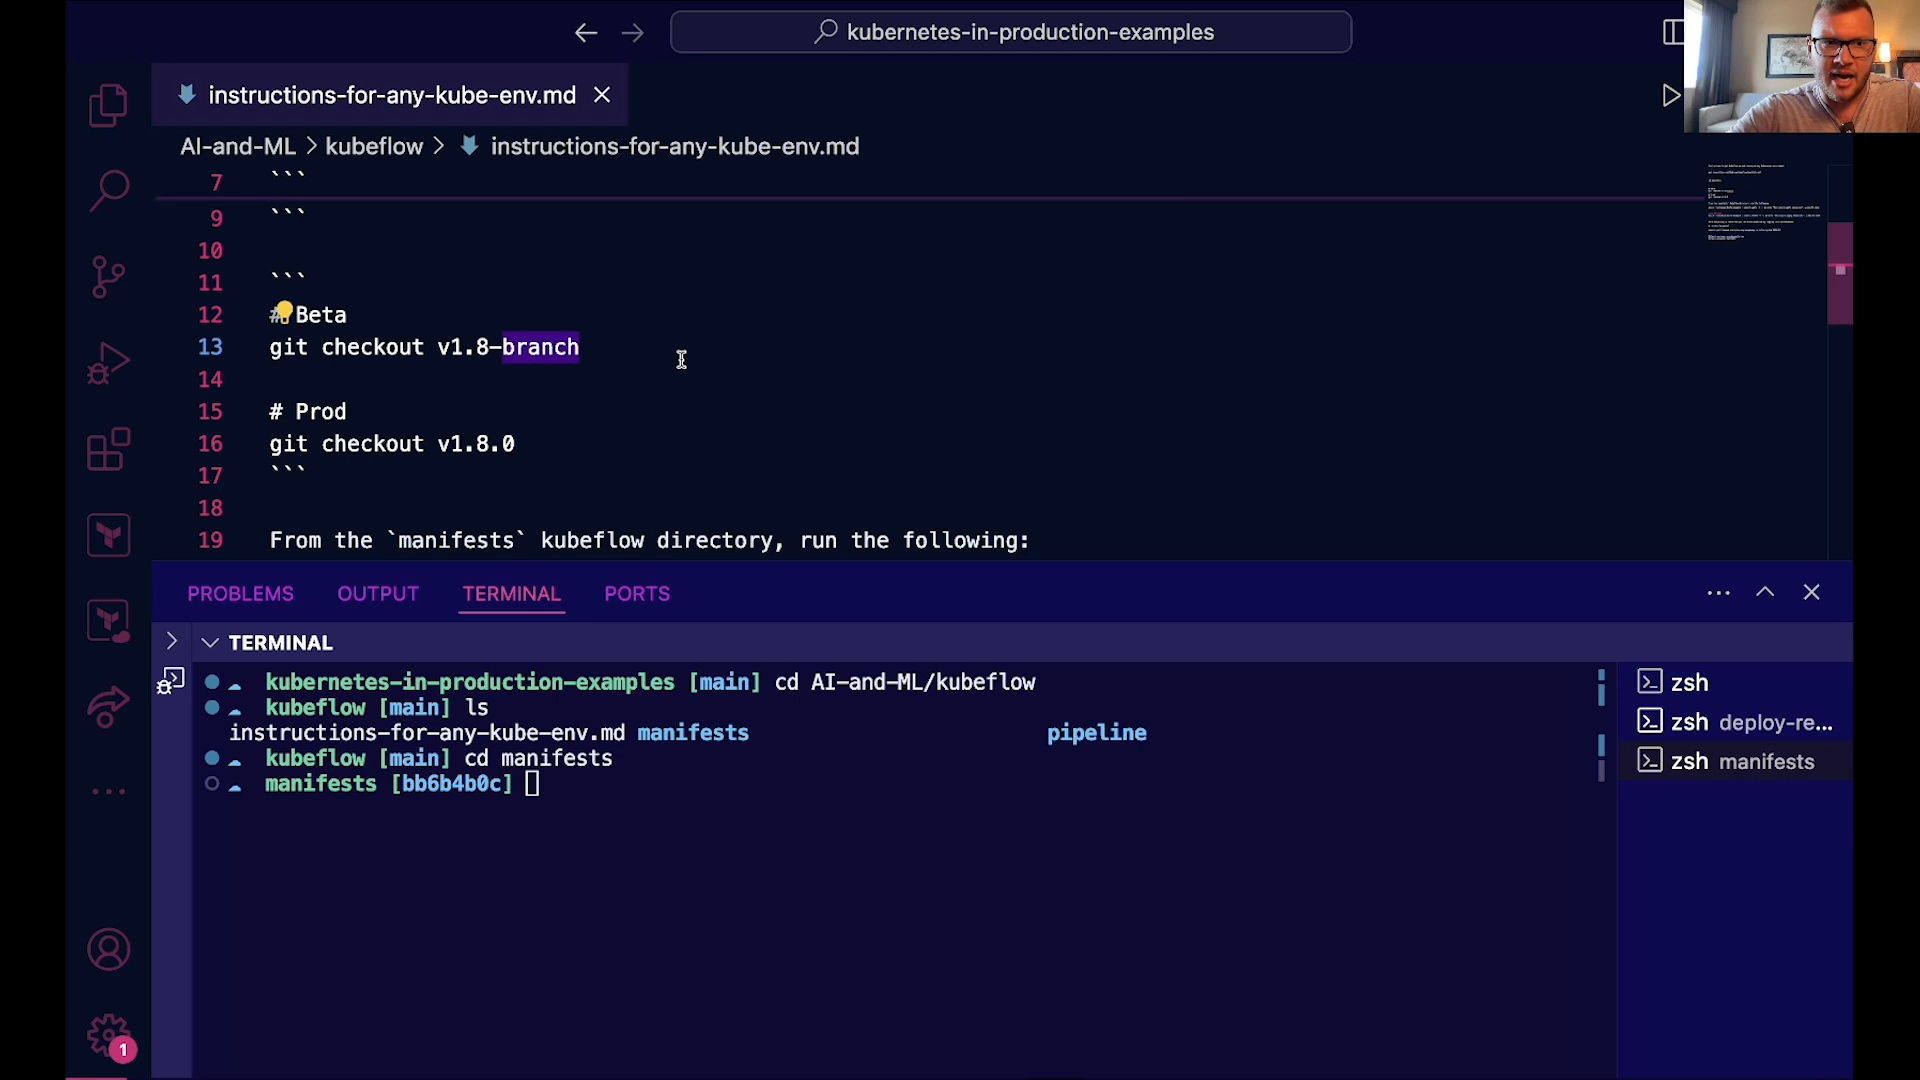 kubernetes-in-production-examples
instructions-for-any-kube-env.md
AI-and-ML > kubeflow > instructions-for-any-kube-env.md
7 ```
9 ```
10
11 ```
12 # Beta
13 git checkout v1.8-branch
14
15 # Prod
16 git checkout v1.8.0
17 ```
18
19 From the `manifests` kubeflow directory, run the following:
PROBLEMS OUTPUT TERMINAL PORTS
TERMINAL
kubernetes-in-production-examples [main] cd AI-and-ML/kubeflow
kubeflow [main] ls
instructions-for-any-kube-env.md manifests pipeline
kubeflow [main] cd manifests
manifests [bb6b4b0c]
zsh
zsh deploy-re...
zsh manifests
1